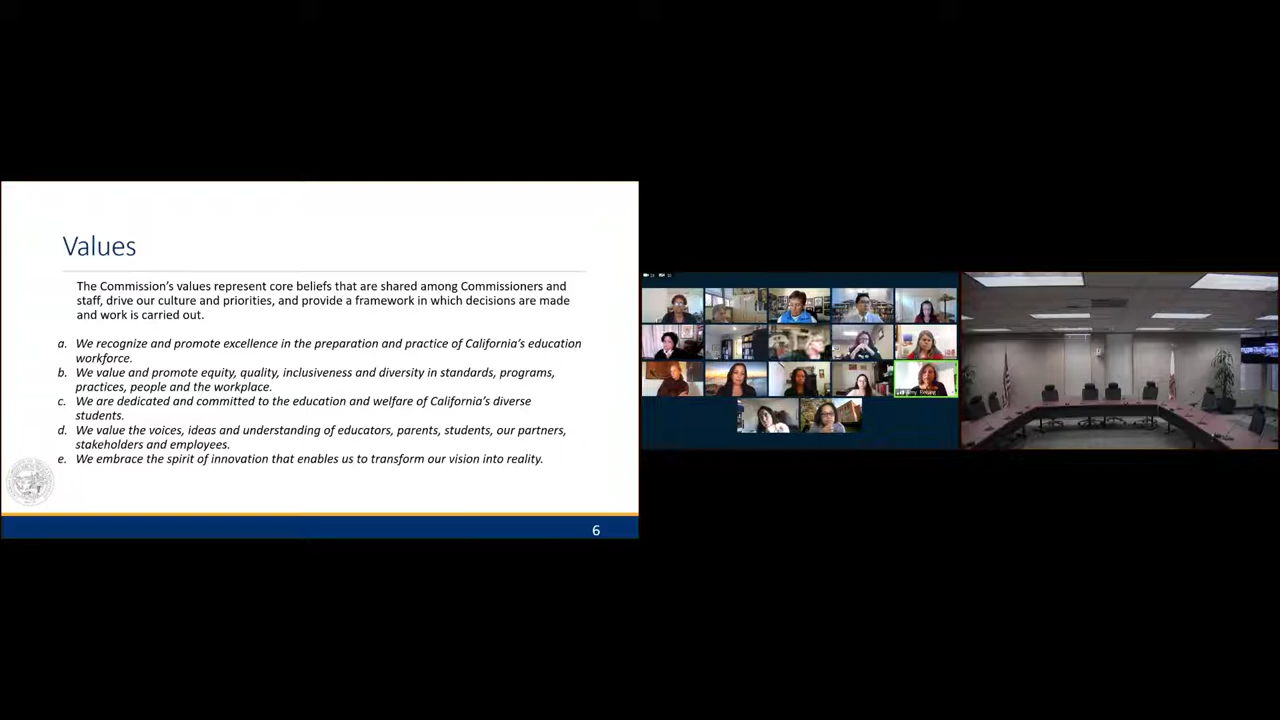 Values
The Commission's values represent core beliefs that are shared among Commissioners and
staff, drive our culture and priorities, and provide a framework in which decisions are made
and work is carried out.
a. We recognize and promote excellence in the preparation and practice of California's education
workforce.
b. We value and promote equity, quality, inclusiveness and diversity in standards, programs,
practices, people and the workplace.
c. We are dedicated and committed to the education and welfare of California's diverse
students.
d. We value the voices, ideas and understanding of educators, parents, students, our partners,
stakeholders and employees.
e. We embrace the spirit of innovation that enables us to transform our vision into reality.
6